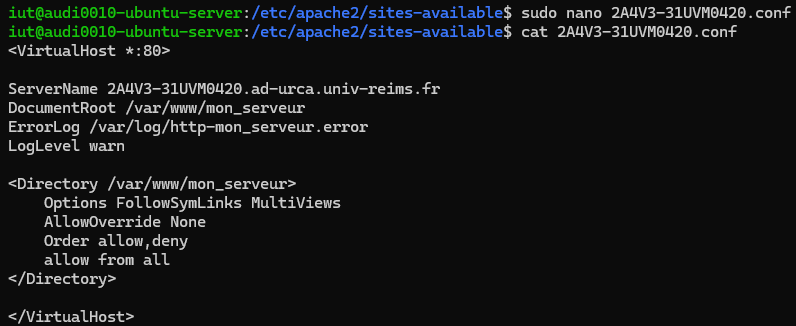 iut@audi0010-ubuntu-server:/etc/apache2/sites-available$ sudo nano 2A4V3-31UVM0420.conf
iut@audi0010-ubuntu-server:/etc/apache2/sites-available$ cat 2A4V3-31UVM0420.conf
<VirtualHost *:80>
ServerName 2A4V3-31UVM0420.ad-urca.univ-reims.fr
DocumentRoot /var/www/mon_serveur
ErrorLog /var/log/http-mon_serveur.error
LogLevel warn
<Directory /var/www/mon_serveur>
    Options FollowSymLinks MultiViews
    AllowOverride None
    Order allow,deny
    allow from all
</Directory>
</VirtualHost>